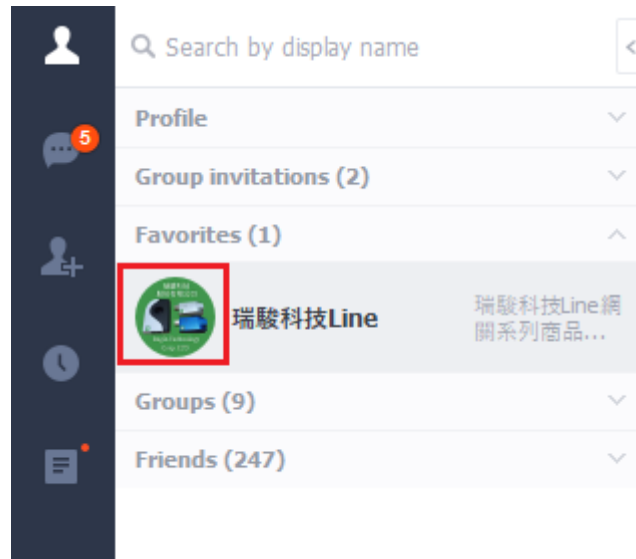 Search by display name
Profile
5
Group invitations (2)
Favorites (1)
瑞駿科技Line
瑞駿科技Line網
關系列商品...
Groups (9)
Friends (247)